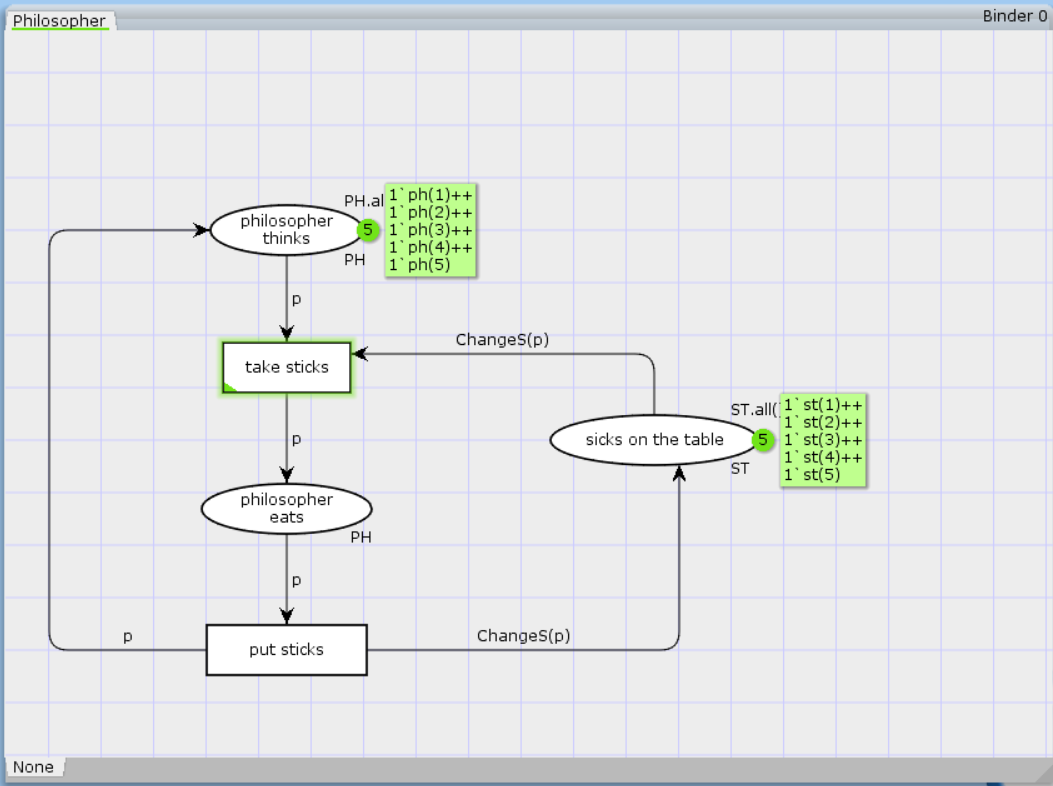 Philosopher
Binder 0
PH.al
1`ph(1)++
1`ph(2)++
1`ph(3)++
1`ph(4)++
1`ph(5)
philosopher
thinks
5
PH
p
take sticks
ChangeS(p)
p
ST.all(
1`st(1)++
1`st(2)++
1`st(3)++
1`st(4)++
1`st(5)
sicks on the table
5
ST
philosopher
eats
PH
p
p
put sticks
ChangeS(p)
None